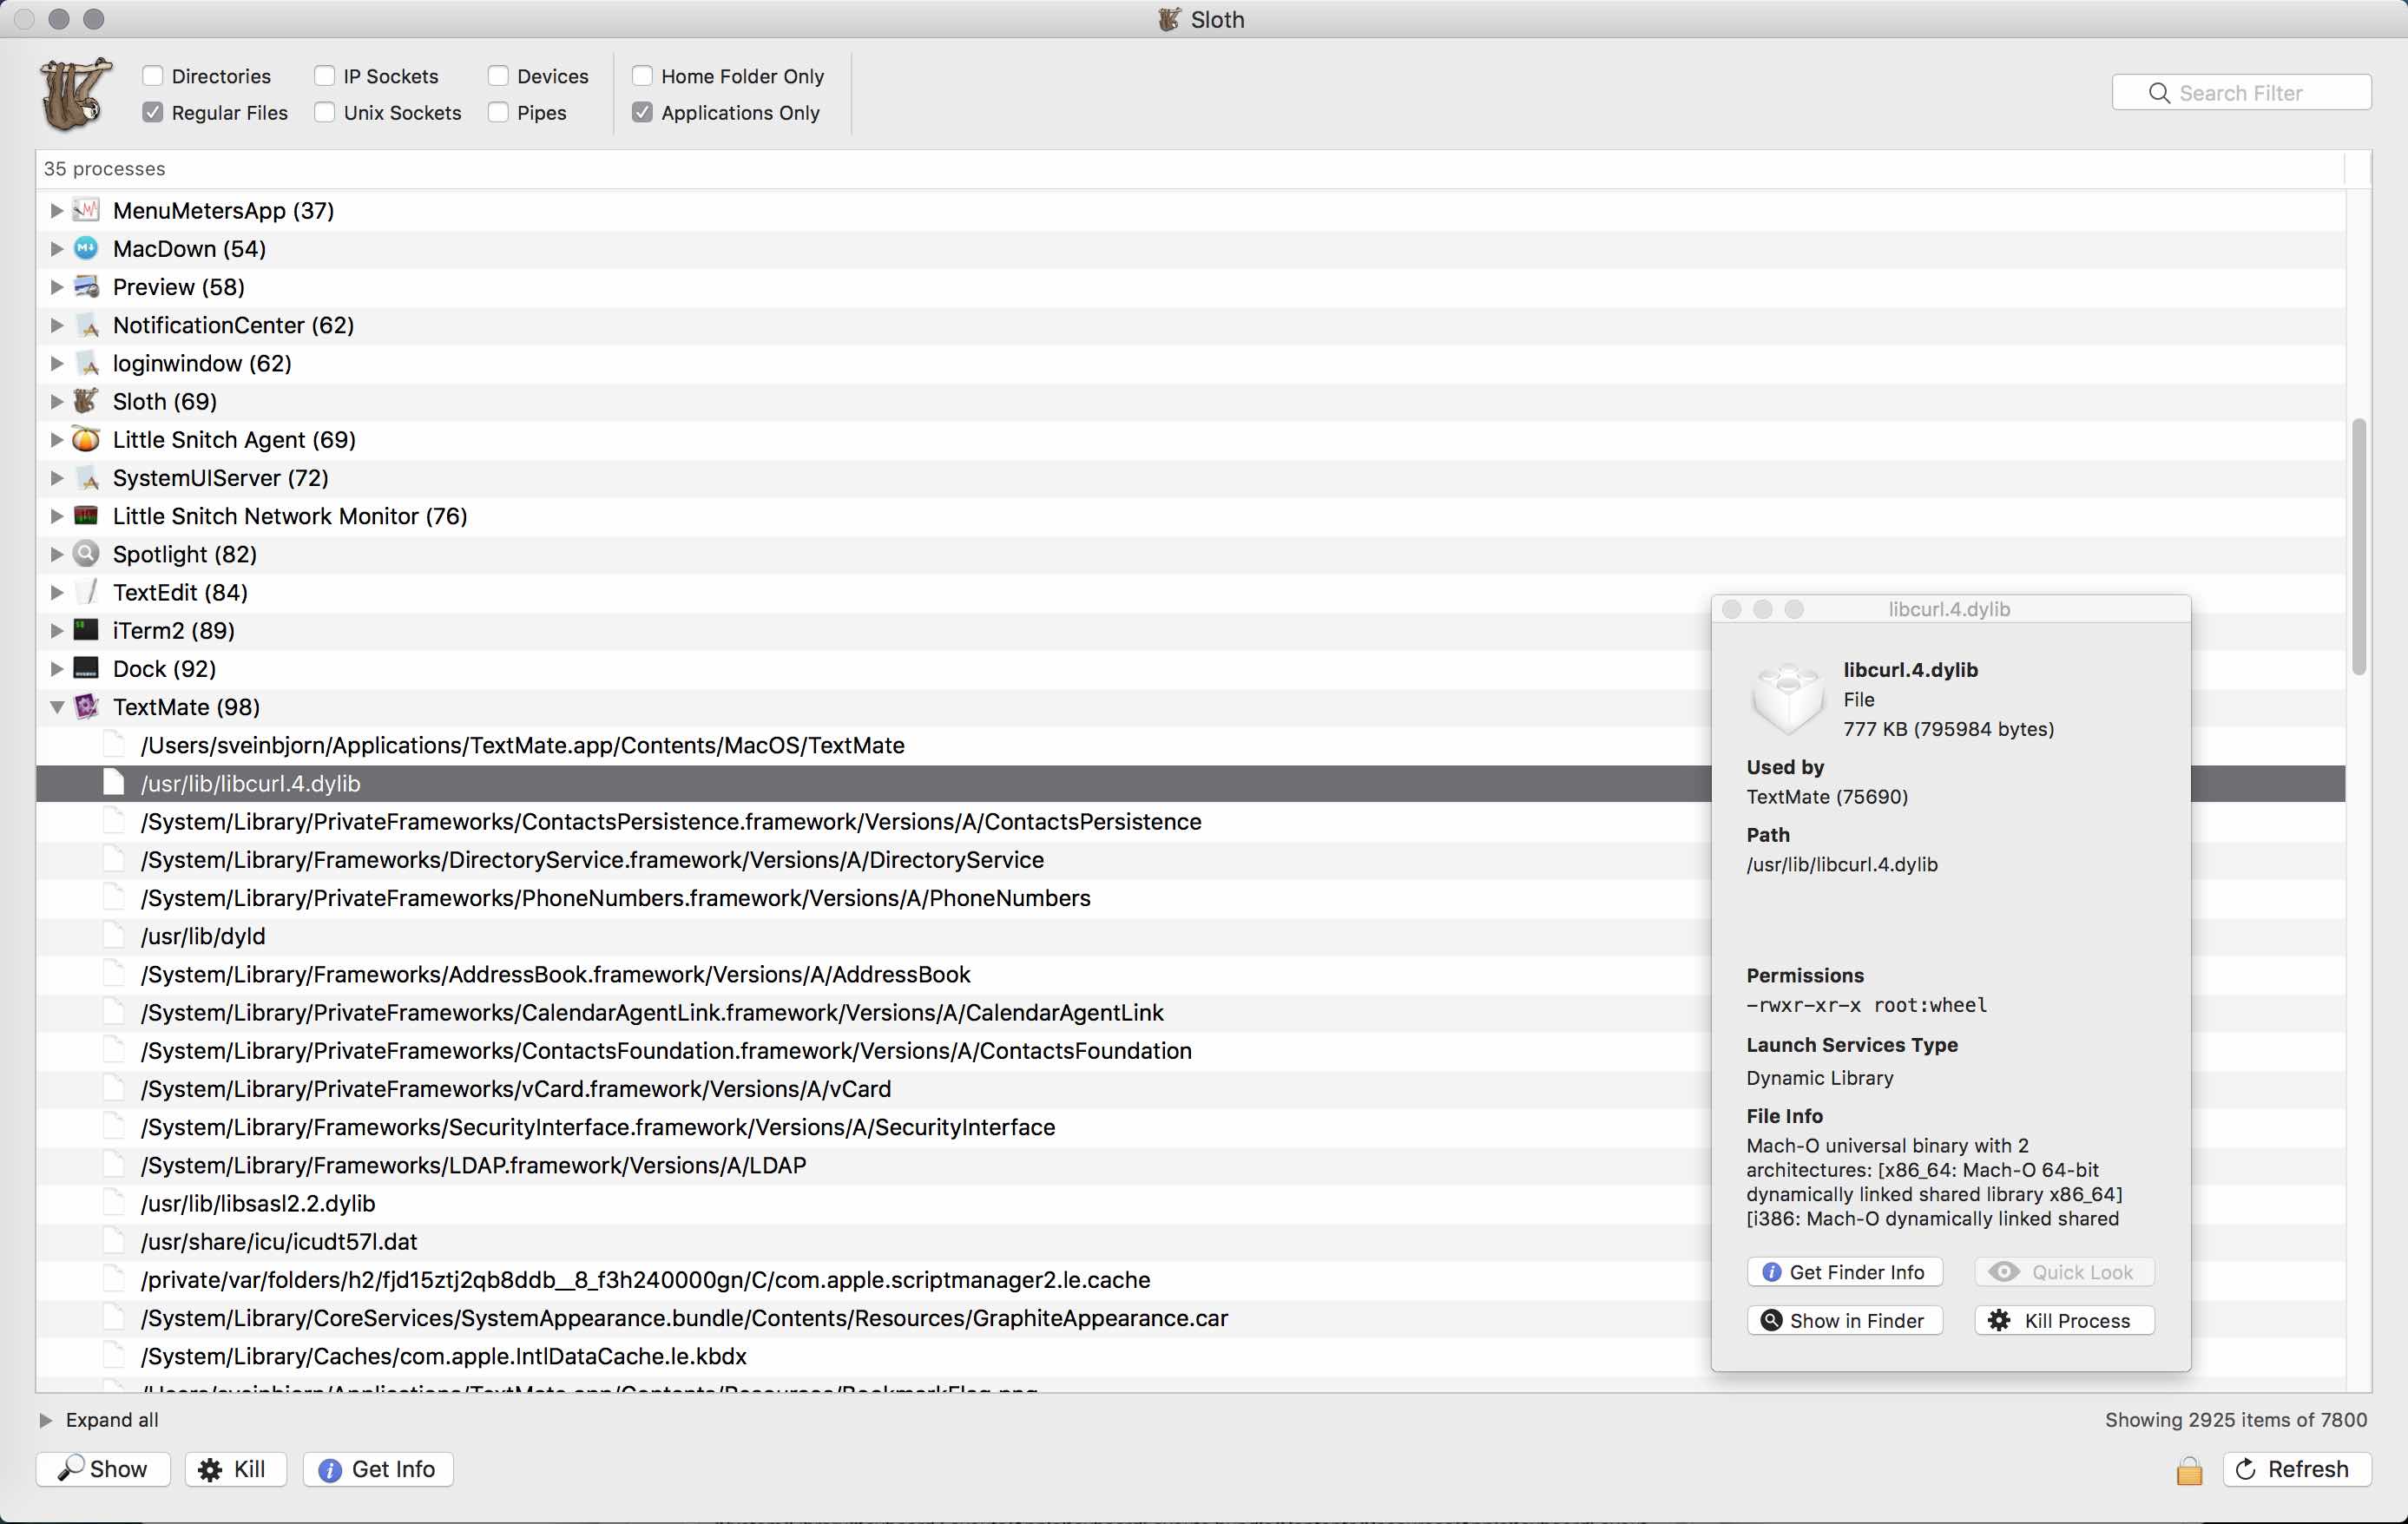 Sloth
Directories
IP Sockets
Devices
Home Folder Only
Regular Files
Unix Sockets
Pipes
Applications Only
Search Filter
35 processes
MenuMetersApp (37)
M↓
MacDown (54)
Preview (58)
NotificationCenter (62)
loginwindow (62)
Sloth (69)
Little Snitch Agent (69)
SystemUIServer (72)
Little Snitch Network Monitor (76)
Spotlight (82)
TextEdit (84)
iTerm2 (89)
Dock (92)
TextMate (98)
/Users/sveinbjorn/Applications/TextMate.app/Contents/MacOS/TextMate
/usr/lib/libcurl.4.dylib
/System/Library/PrivateFrameworks/ContactsPersistence.framework/Versions/A/ContactsPersistence
/System/Library/Frameworks/DirectoryService.framework/Versions/A/DirectoryService
/System/Library/PrivateFrameworks/PhoneNumbers.framework/Versions/A/PhoneNumbers
/usr/lib/dyld
/System/Library/Frameworks/AddressBook.framework/Versions/A/AddressBook
/System/Library/PrivateFrameworks/CalendarAgentLink.framework/Versions/A/CalendarAgentLink
/System/Library/PrivateFrameworks/ContactsFoundation.framework/Versions/A/ContactsFoundation
/System/Library/PrivateFrameworks/vCard.framework/Versions/A/vCard
/System/Library/Frameworks/SecurityInterface.framework/Versions/A/SecurityInterface
/System/Library/Frameworks/LDAP.framework/Versions/A/LDAP
/usr/lib/libsasl2.2.dylib
/usr/share/icu/icudt57l.dat
/private/var/folders/h2/fjd15ztj2qb8ddb__8_f3h240000gn/C/com.apple.scriptmanager2.le.cache
/System/Library/CoreServices/SystemAppearance.bundle/Contents/Resources/GraphiteAppearance.car
/System/Library/Caches/com.apple.IntlDataCache.le.kbdx
/Users/sveinbjorn/Applications/TextMate.app/Contents/Resources/BookmarkFlag.png
libcurl.4.dylib
libcurl.4.dylib
File
777 KB (795984 bytes)
Used by
TextMate (75690)
Path
/usr/lib/libcurl.4.dylib
Permissions
-rwxr-xr-x root:wheel
Launch Services Type
Dynamic Library
File Info
Mach-O universal binary with 2
architectures: [x86_64: Mach-O 64-bit
dynamically linked shared library x86_64]
[i386: Mach-O dynamically linked shared
Get Finder Info
Quick Look
Show in Finder
Kill Process
Expand all
Showing 2925 items of 7800
Show
Kill
Get Info
Refresh